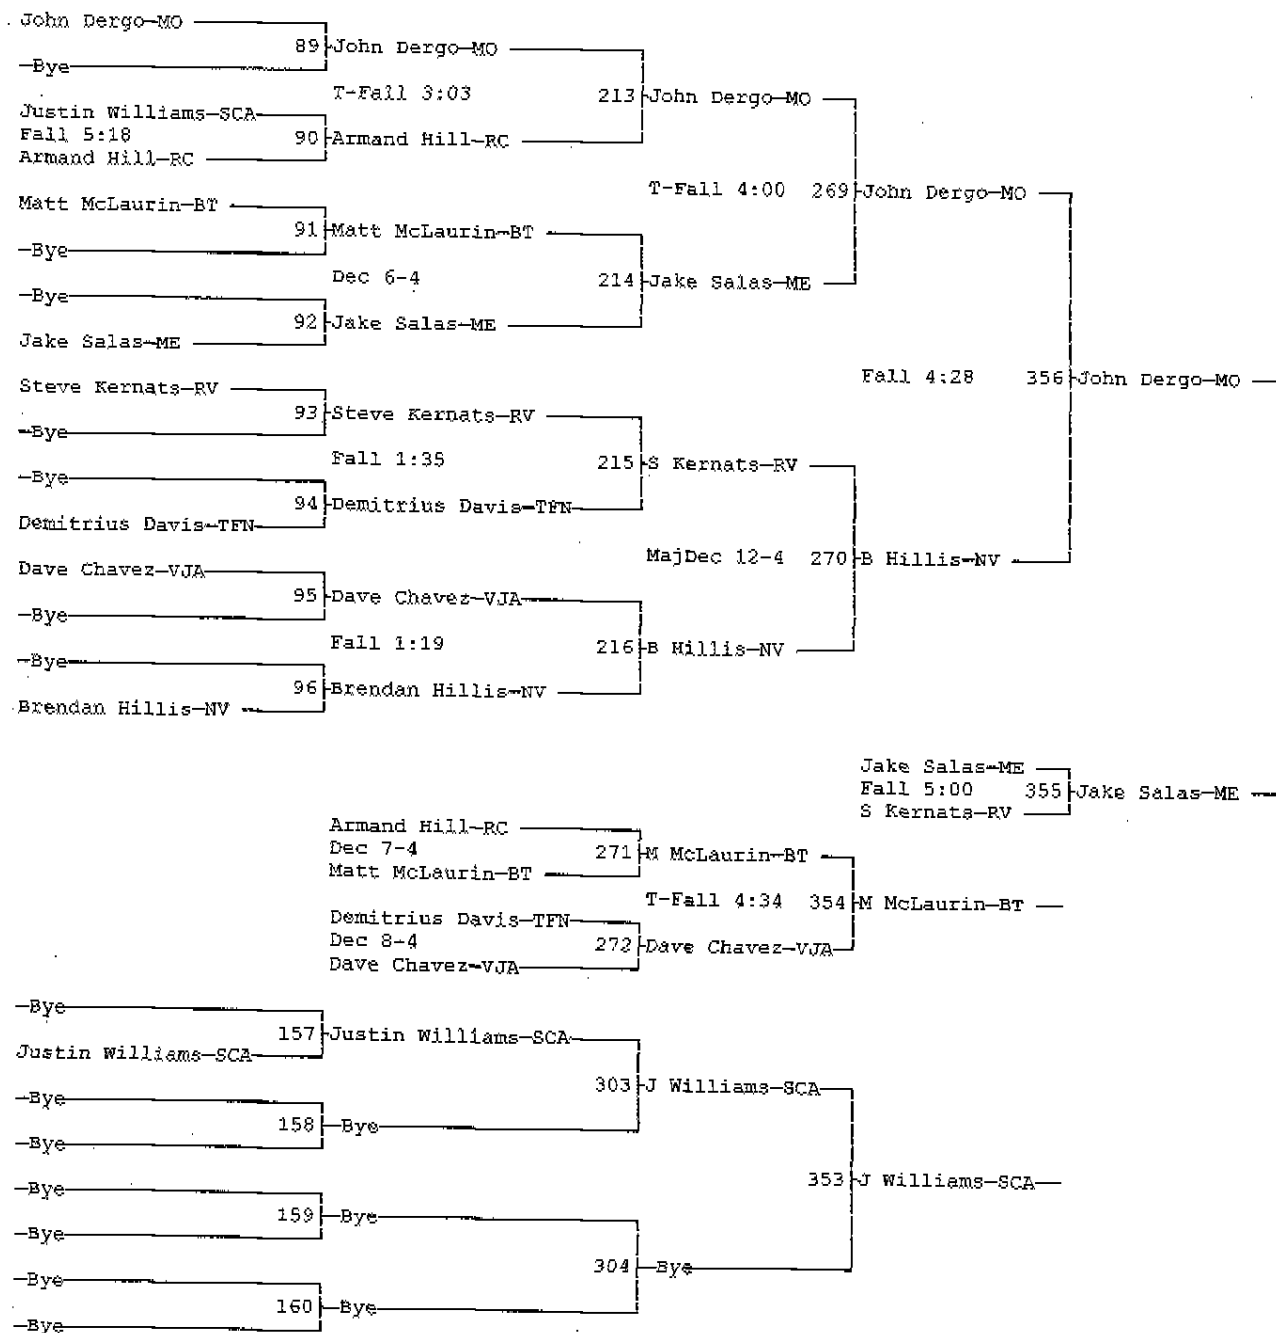 John Dergo-MO
89 John Dergo-MO
-Bye
T-Fall 3:03
213 John Dergo-MO
Justin Williams-SCA
Fall 5:18
90 Armand Hill-RC
Armand Hill-RC
T-Fall 4:00 269 John Dergo-MO
Matt McLaurin-BT
91 Matt McLaurin-BT
-Bye
Dec 6-4
214 Jake Salas-ME
-Bye
92 Jake Salas-ME
Jake Salas-ME
Fall 4:28 356 John Dergo-MO
Steve Kernats-RV
93 Steve Kernats-RV
-Bye
Fall 1:35
215 S Kernats-RV
-Bye
94 Demitrius Davis-TFN
Demitrius Davis-TFN
MajDec 12-4 270 B Hillis-NV
Dave Chavez-VJA
95 Dave Chavez-VJA
-Bye
Fall 1:19
216 B Hillis-NV
-Bye
96 Brendan Hillis-NV
Brendan Hillis-NV
Jake Salas-ME
Fall 5:00 355 Jake Salas-ME
S Kernats-RV
Armand Hill-RC
Dec 7-4
271 M McLaurin-BT
Matt McLaurin-BT
T-Fall 4:34 354 M McLaurin-BT
Demitrius Davis-TFN
Dec 8-4
272 Dave Chavez-VJA
Dave Chavez-VJA
-Bye
157 Justin Williams-SCA
Justin Williams-SCA
303 J Williams-SCA
-Bye
158 -Bye
-Bye
353 J Williams-SCA
-Bye
159 -Bye
-Bye
304 -Bye
-Bye
160 -Bye
-Bye